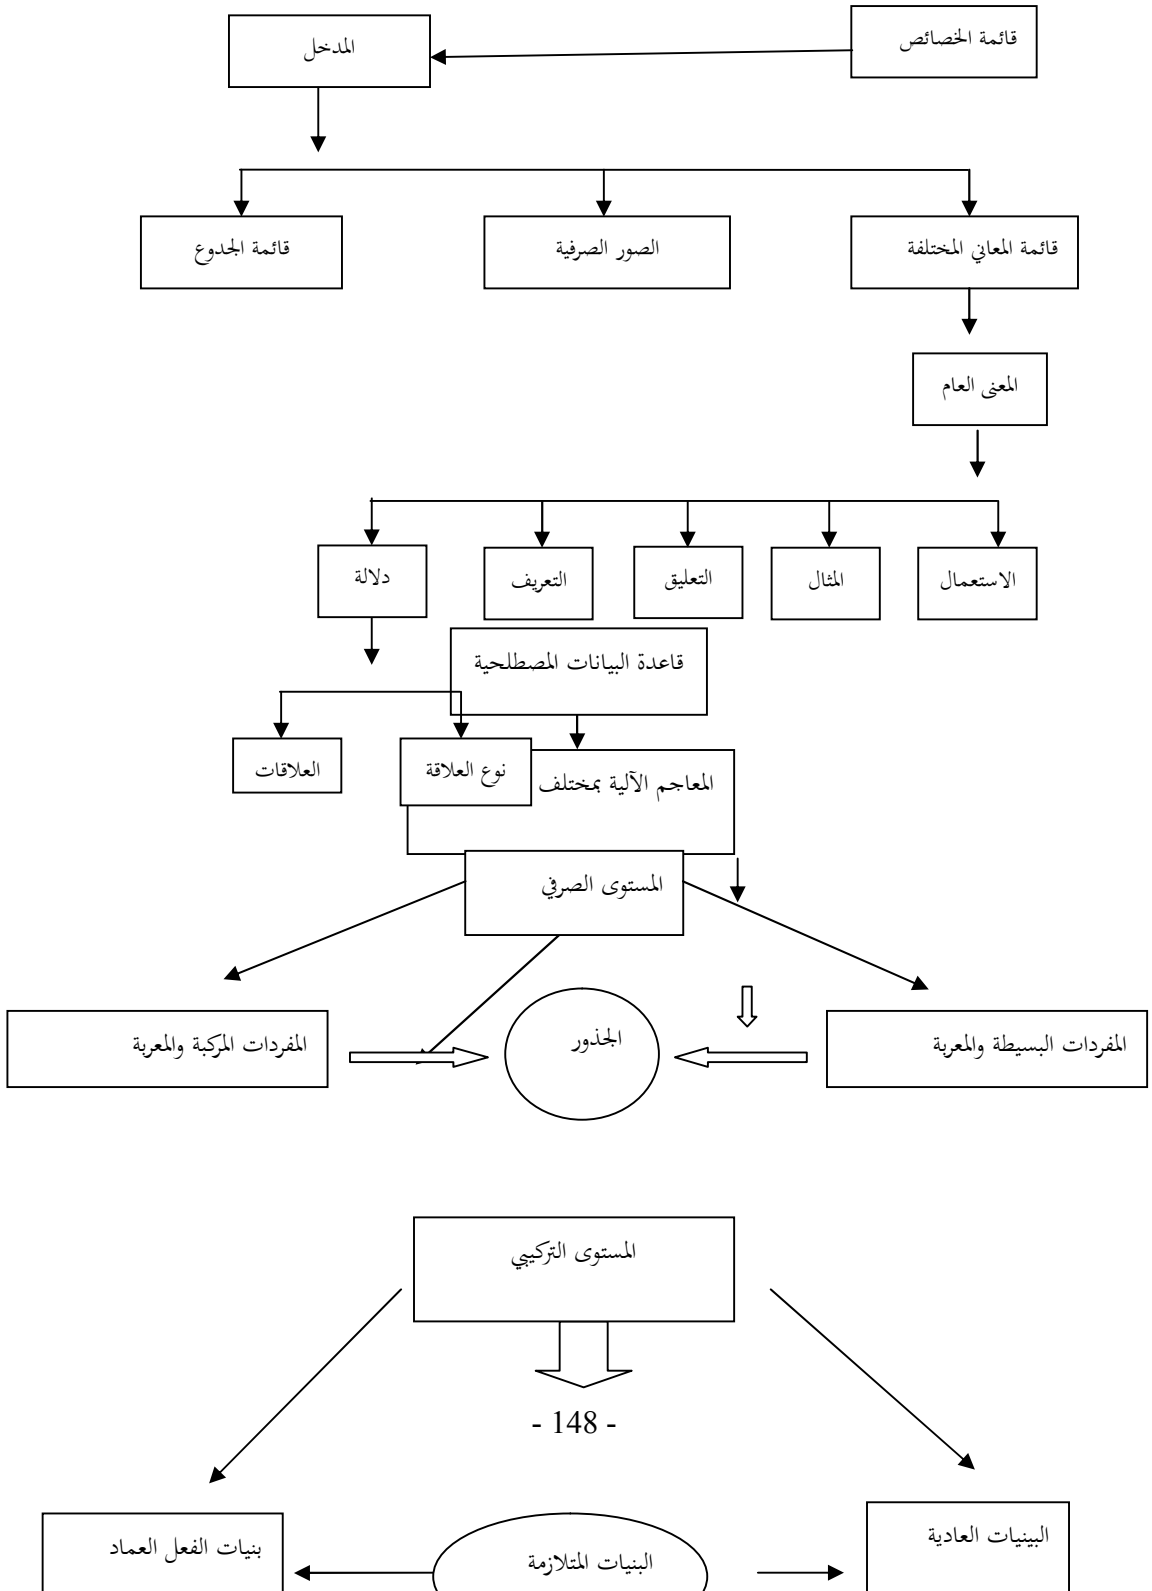 قائمة الخصائص
المدخل
قائمة المعاني المختلفة
الصور الصرفية
قائمة الجدوع
المعنى العام
الاستعمال
المثال
التعليق
التعريف
دلالة
قاعدة البيانات المصطلحية
نوع العلاقة
العلاقات
المعاجم الآلية بمختلف
المستوى الصرفي
المفردات البسيطة والمعربة
الجذور
المفردات المركبة والمعربة
المستوى التركيبي
- 148 -
البينيات العادية
البنيات المتلازمة
بنيات الفعل العماد